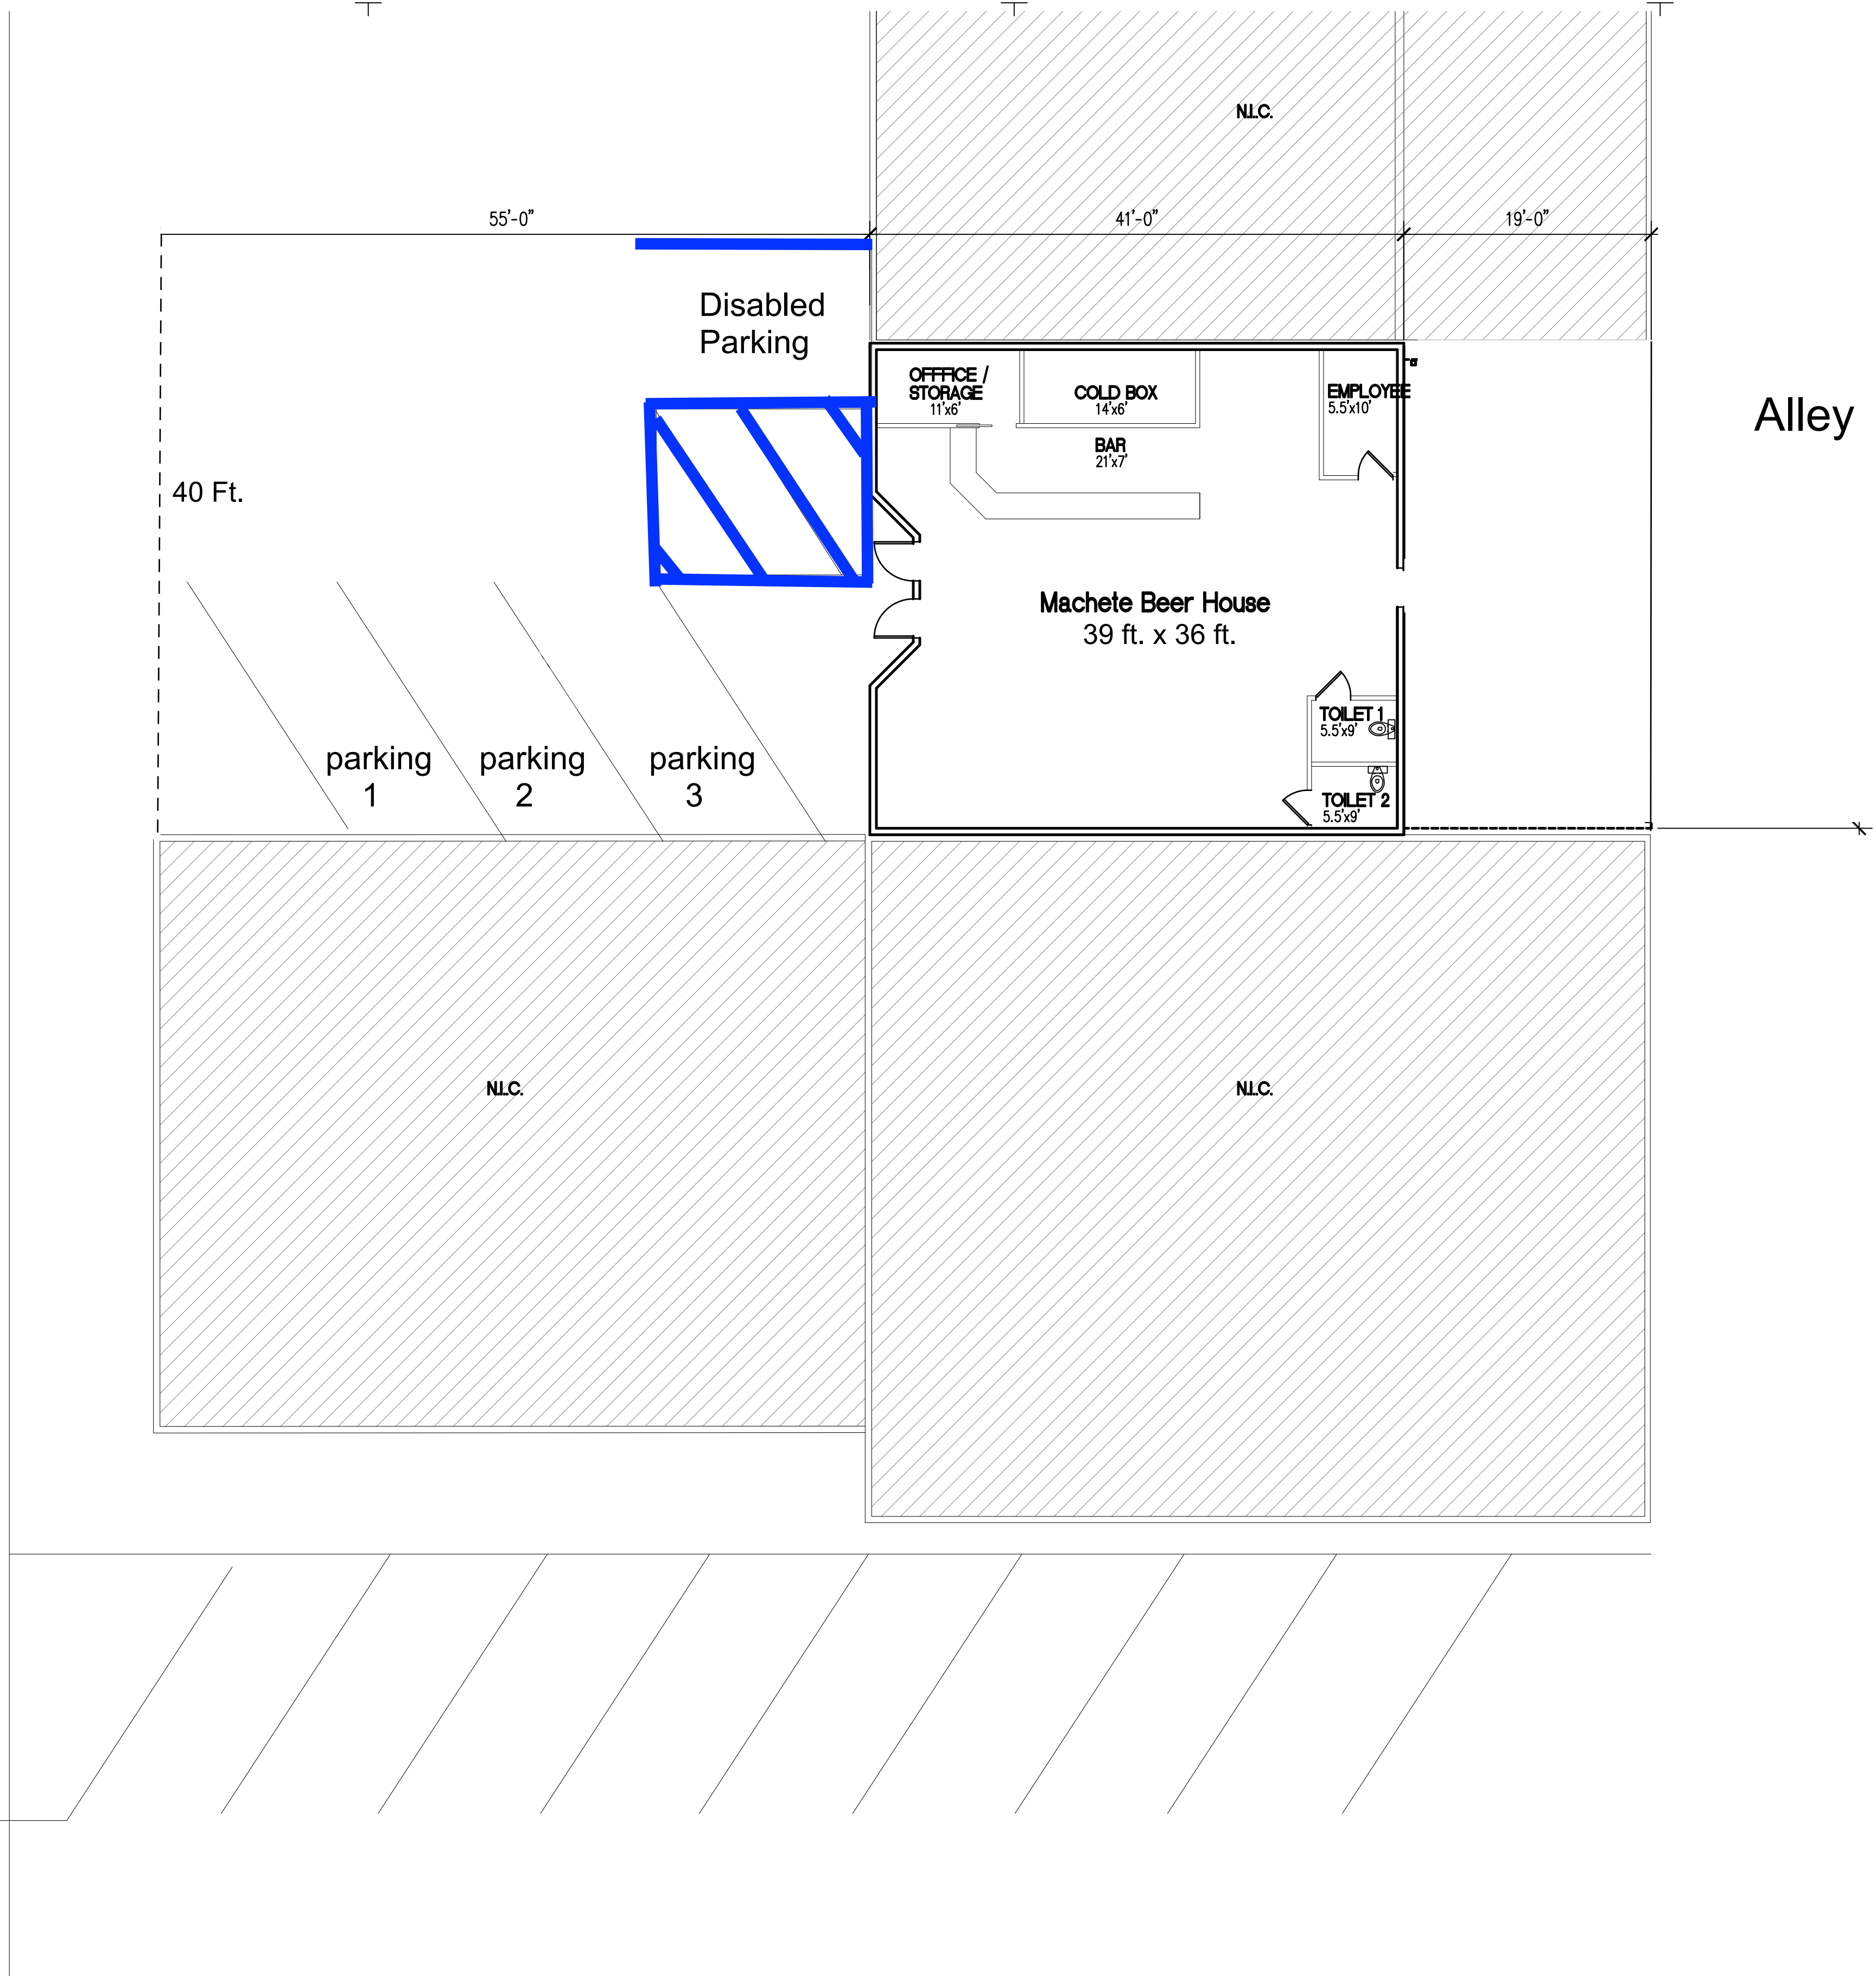 N.I.C.
55'-0"
41'-0"
19'-0"
Disabled
Parking
OFFFICE /
STORAGE
11'x6'
COLD BOX
14'x6'
EMPLOYEE
5.5'x10'
Alley
BAR
21'x7'
40 Ft.
Machete Beer House
39 ft. x 36 ft.
TOILET 1
5.5'x9'
parking
1
parking
2
parking
3
TOILET 2
5.5'x9'
N.I.C.
N.I.C.